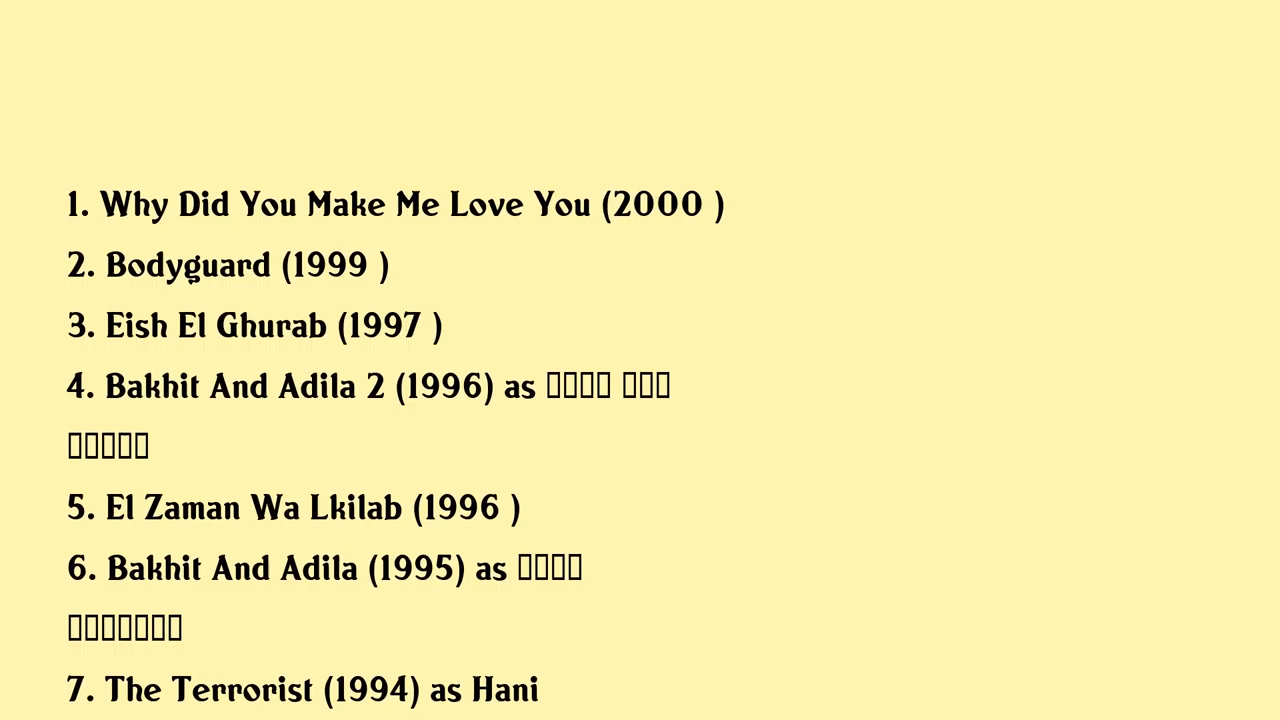 1. Why Did You Make Me Love You (2000 )
2. Bodyguard (1999 )
3. Eish El Ghurab (1997 )
4. Bakhit And Adila 2 (1996) as
5. El Zaman Wa Lkilab (1996 )
6. Bakhit And Adila (1995) as
7. The Terrorist (1994) as Hani